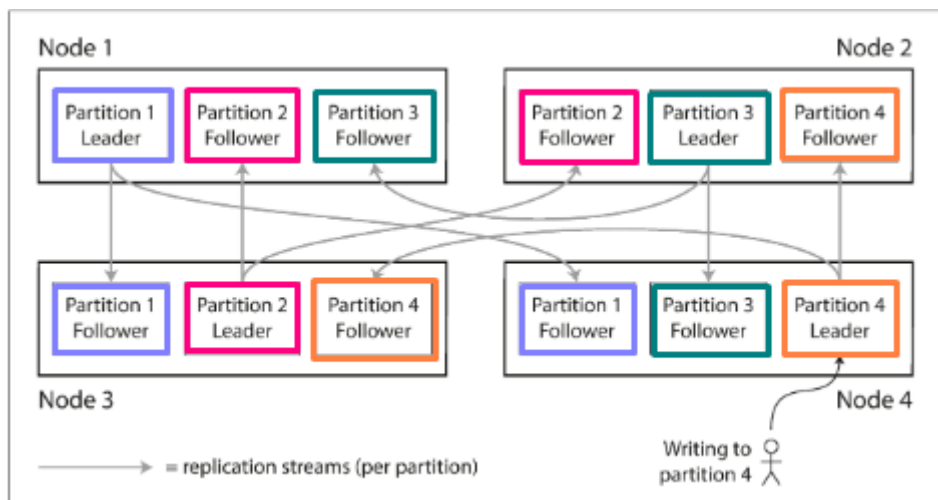 Node 1
Node 2
Partition 1
Leader
Partition 2
Follower
Partition 3
Follower
Partition 2
Follower
Partition 3
Leader
Partition 4
Follower
Partition 1
Follower
Partition 2
Leader
Partition 4
Follower
Partition 1
Follower
Partition 3
Follower
Partition 4
Leader
Node 3
Node 4
= replication streams (per partition)
Writing to
partition 4